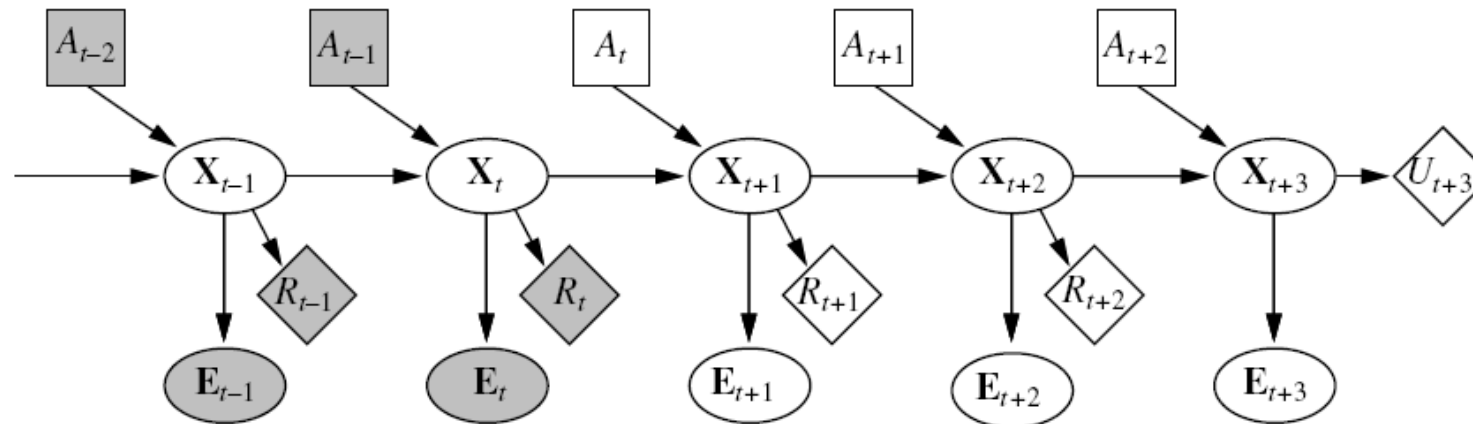 A_{t–2} A_{t–1} A_t A_{t+1} A_{t+2}
X_{t–1} X_t X_{t+1} X_{t+2} X_{t+3} U_{t+3}
R_{t–1} R_t R_{t+1} R_{t+2}
E_{t–1} E_t E_{t+1} E_{t+2} E_{t+3}